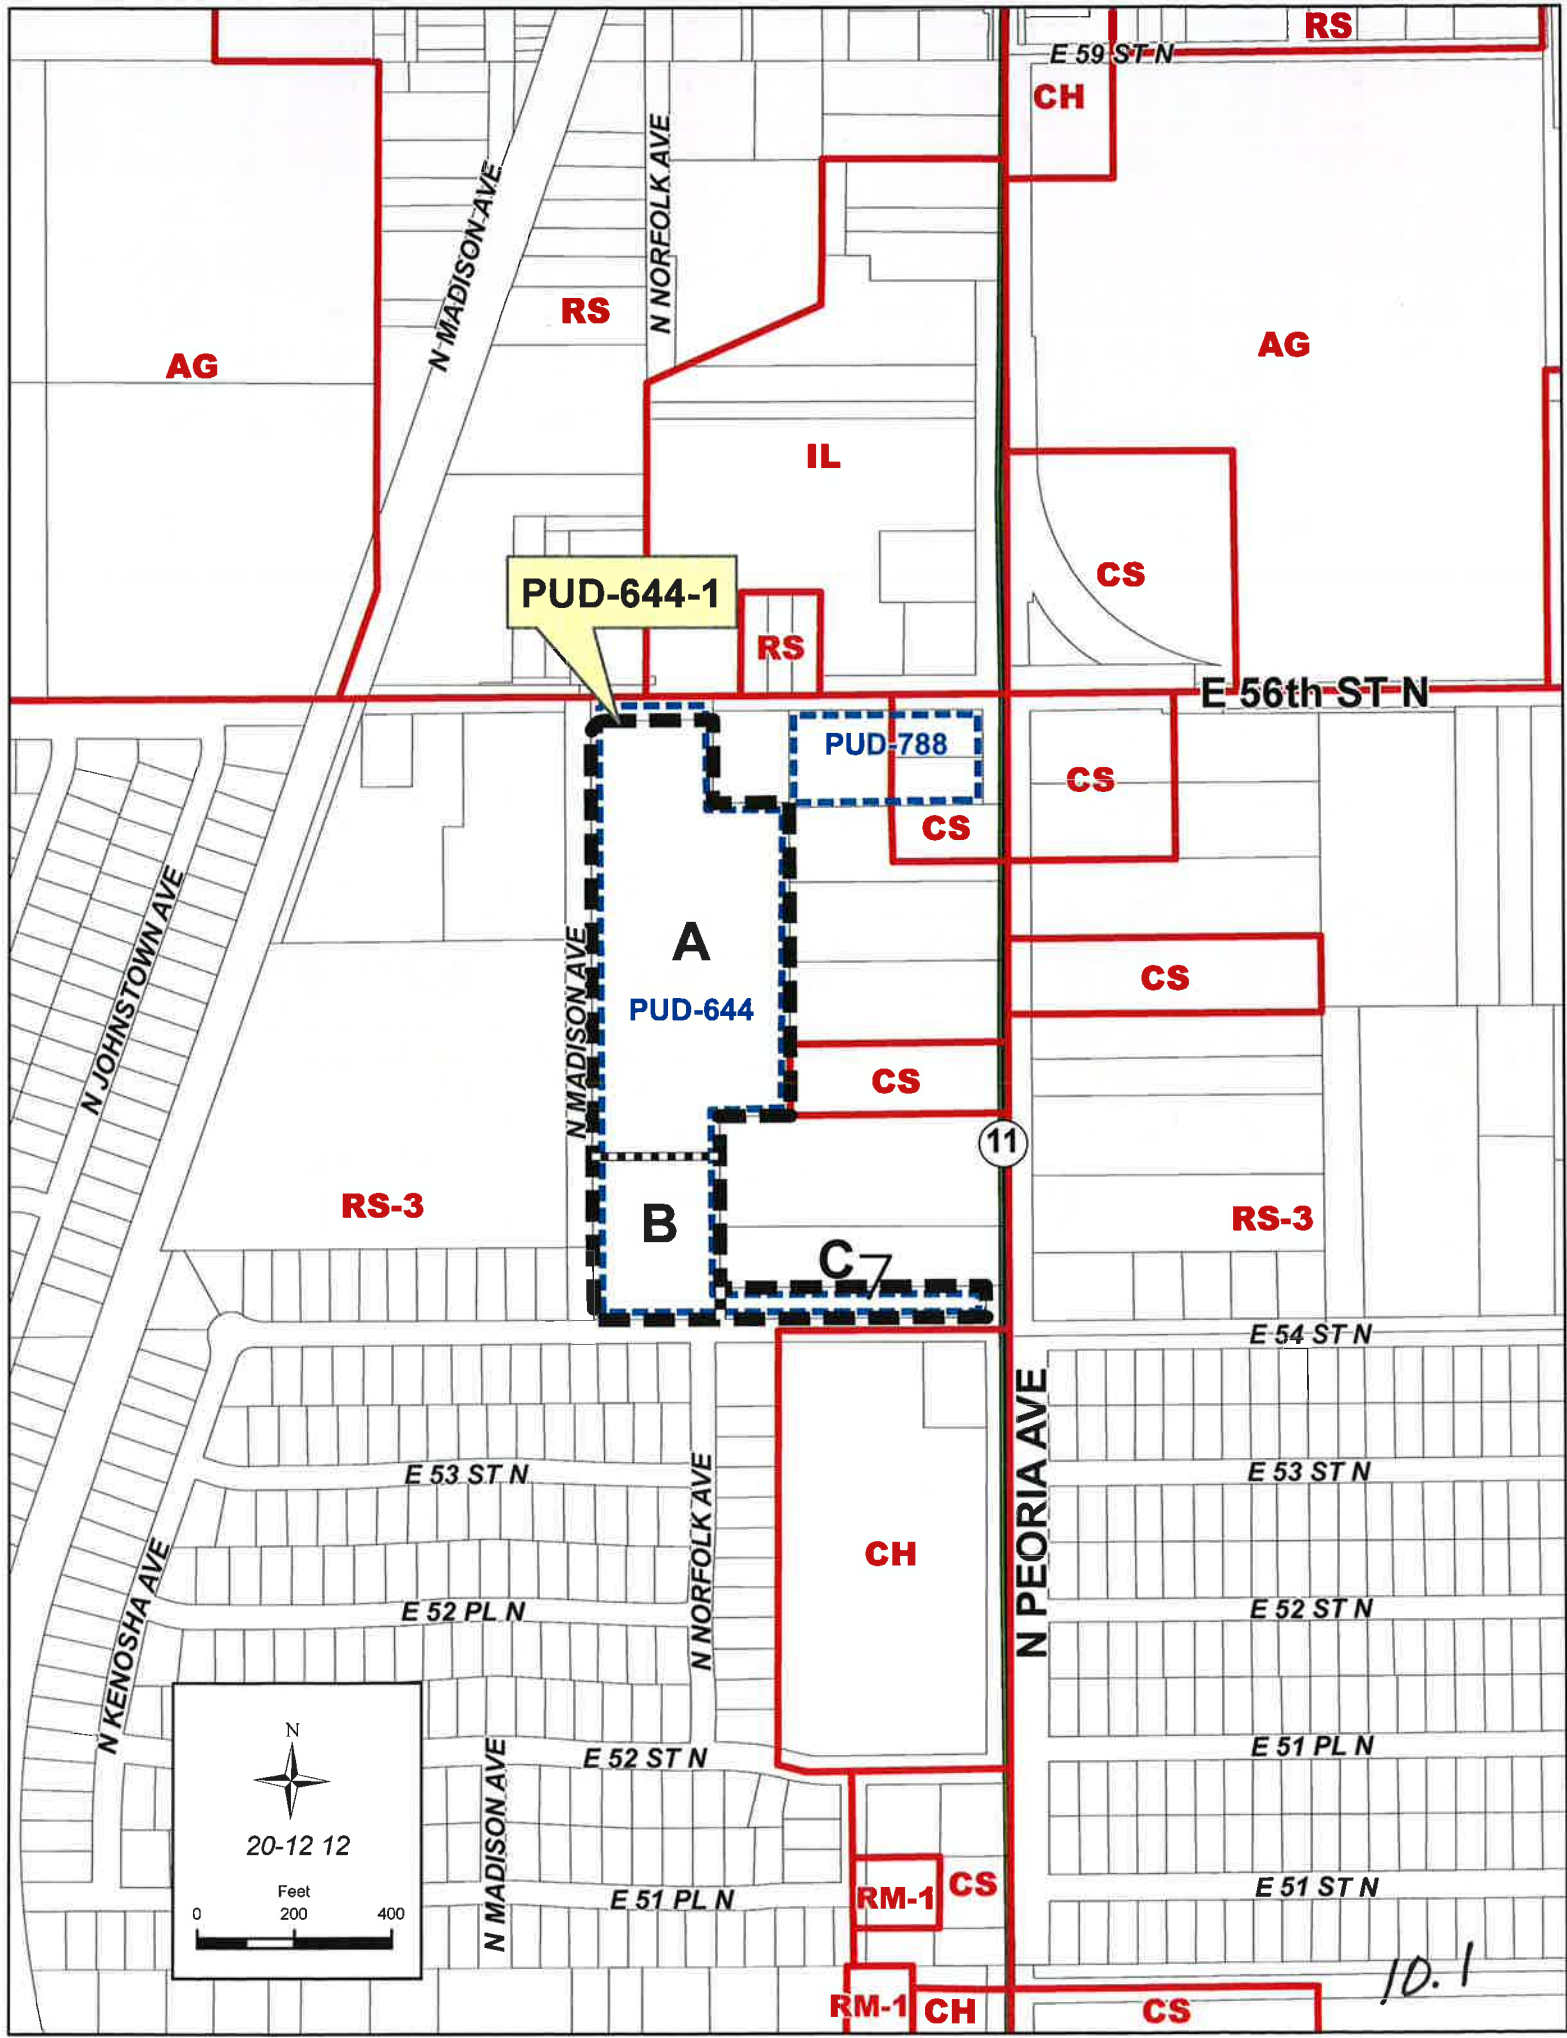 RS
E 59 ST N
CH
N NORFOLK AVE
N MADISON AVE
RS
AG
AG
IL
CS
PUD-644-1
RS
E 56th ST N
PUD-788
CS
CS
A
N JOHNSTOWN AVE
N MADISON AVE
CS
PUD-644
CS
11
RS-3
B
RS-3
C
E 54 ST N
E 53 ST N
E 53 ST N
N PEORIA AVE
N NORFOLK AVE
CH
N KENOSHA AVE
E 52 PL N
E 52 ST N
N
E 52 ST N
E 51 PL N
20-12 12
N MADISON AVE
Feet
0 200 400
E 51 PL N
RM-1
CS
E 51 ST N
10.1
RM-1
CH
CS